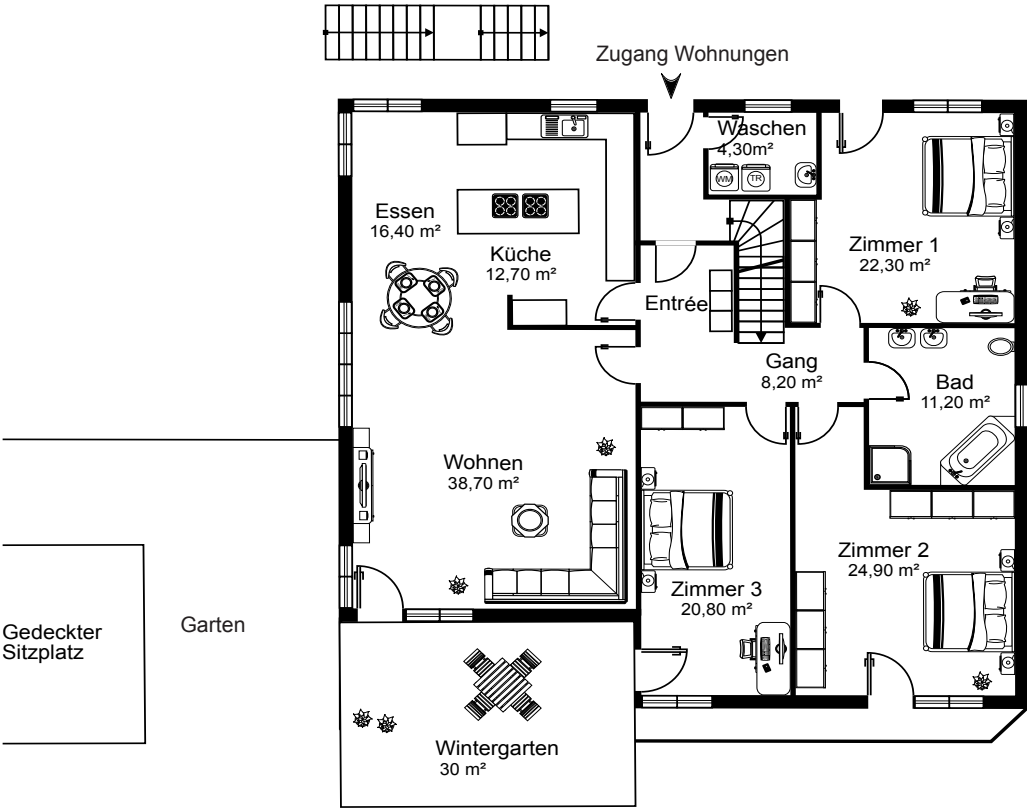 Zugang Wohnungen
Waschen
4,30m²
WM
TR
Essen
16,40 m²
Küche
12,70 m²
Zimmer 1
22,30 m²
Entrée
Gang
8,20 m²
Bad
11,20 m²
Wohnen
38,70 m²
Zimmer 2
24,90 m²
Zimmer 3
20,80 m²
Gedeckter
Sitzplatz
Garten
Wintergarten
30 m²